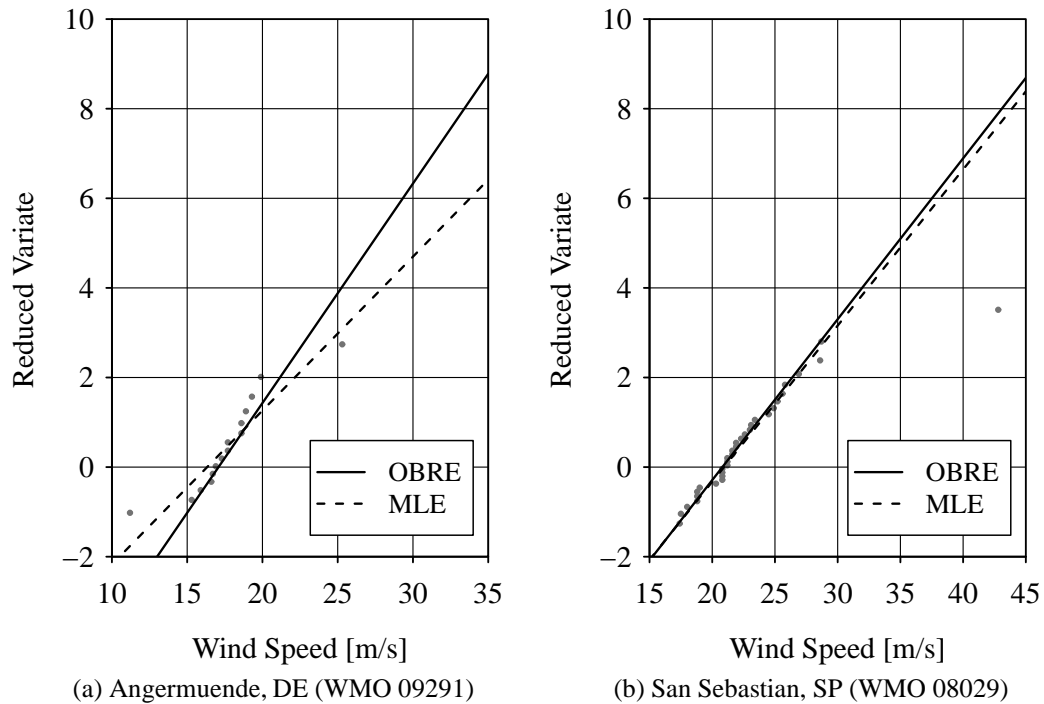 10
8
6
4
2
0
−2
Reduced Variate
OBRE
MLE
10 15 20 25 30 35
Wind Speed [m/s]
(a) Angermuende, DE (WMO 09291)
10
8
6
4
2
0
−2
Reduced Variate
OBRE
MLE
15 20 25 30 35 40 45
Wind Speed [m/s]
(b) San Sebastian, SP (WMO 08029)